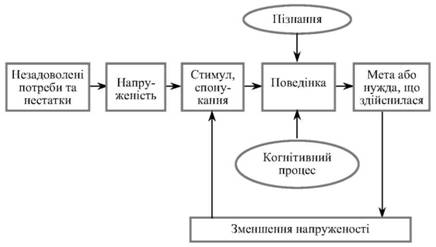 Пізнання
Незадоволені
потреби та
нестатки
Напру-
женість
Стимул,
спону-
кання
Поведінка
Мета або
нужда, що
здійснилася
Когнітивний
процес
Зменшення напруженості